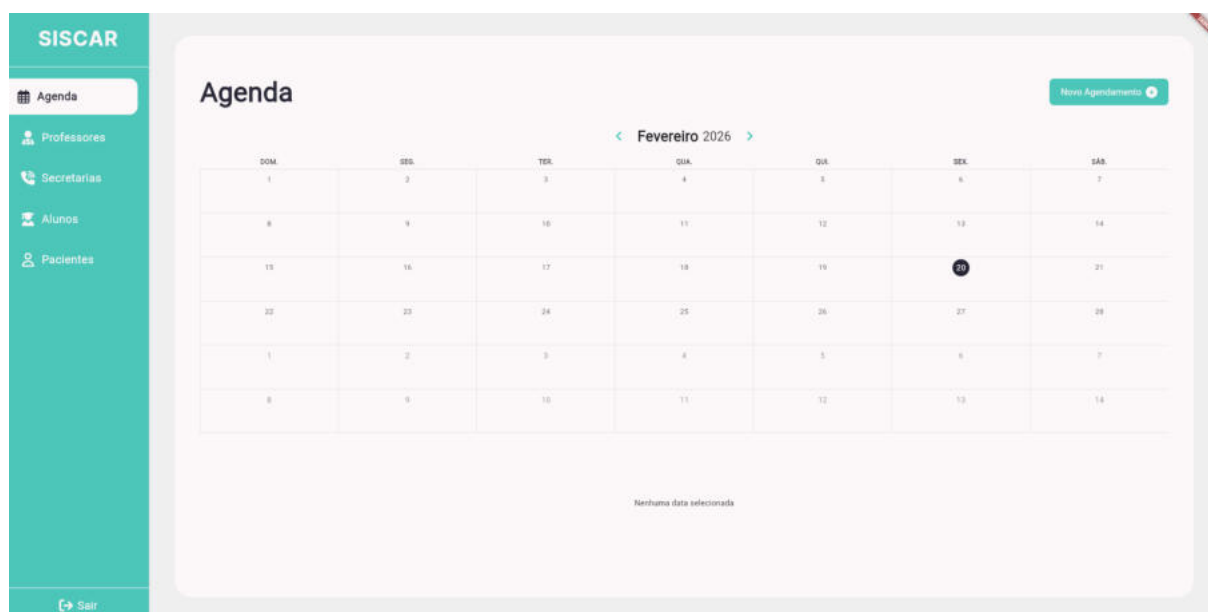 SISCAR
Agenda
Professores
Secretarias
Alunos
Pacientes
Sair
Agenda
Novo Agendamento
Fevereiro 2026
DOM. SEG. TER. QUA. QUI. SEX. SÁB.
1 2 3 4 5 6 7
8 9 10 11 12 13 14
15 16 17 18 19 20 21
22 23 24 25 26 27 28
1 2 3 4 5 6 7
8 9 10 11 12 13 14
Nenhuma data selecionada